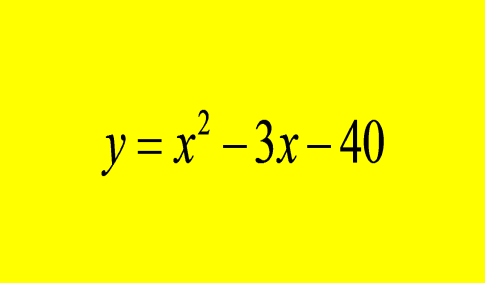 y = x² – 3x – 40